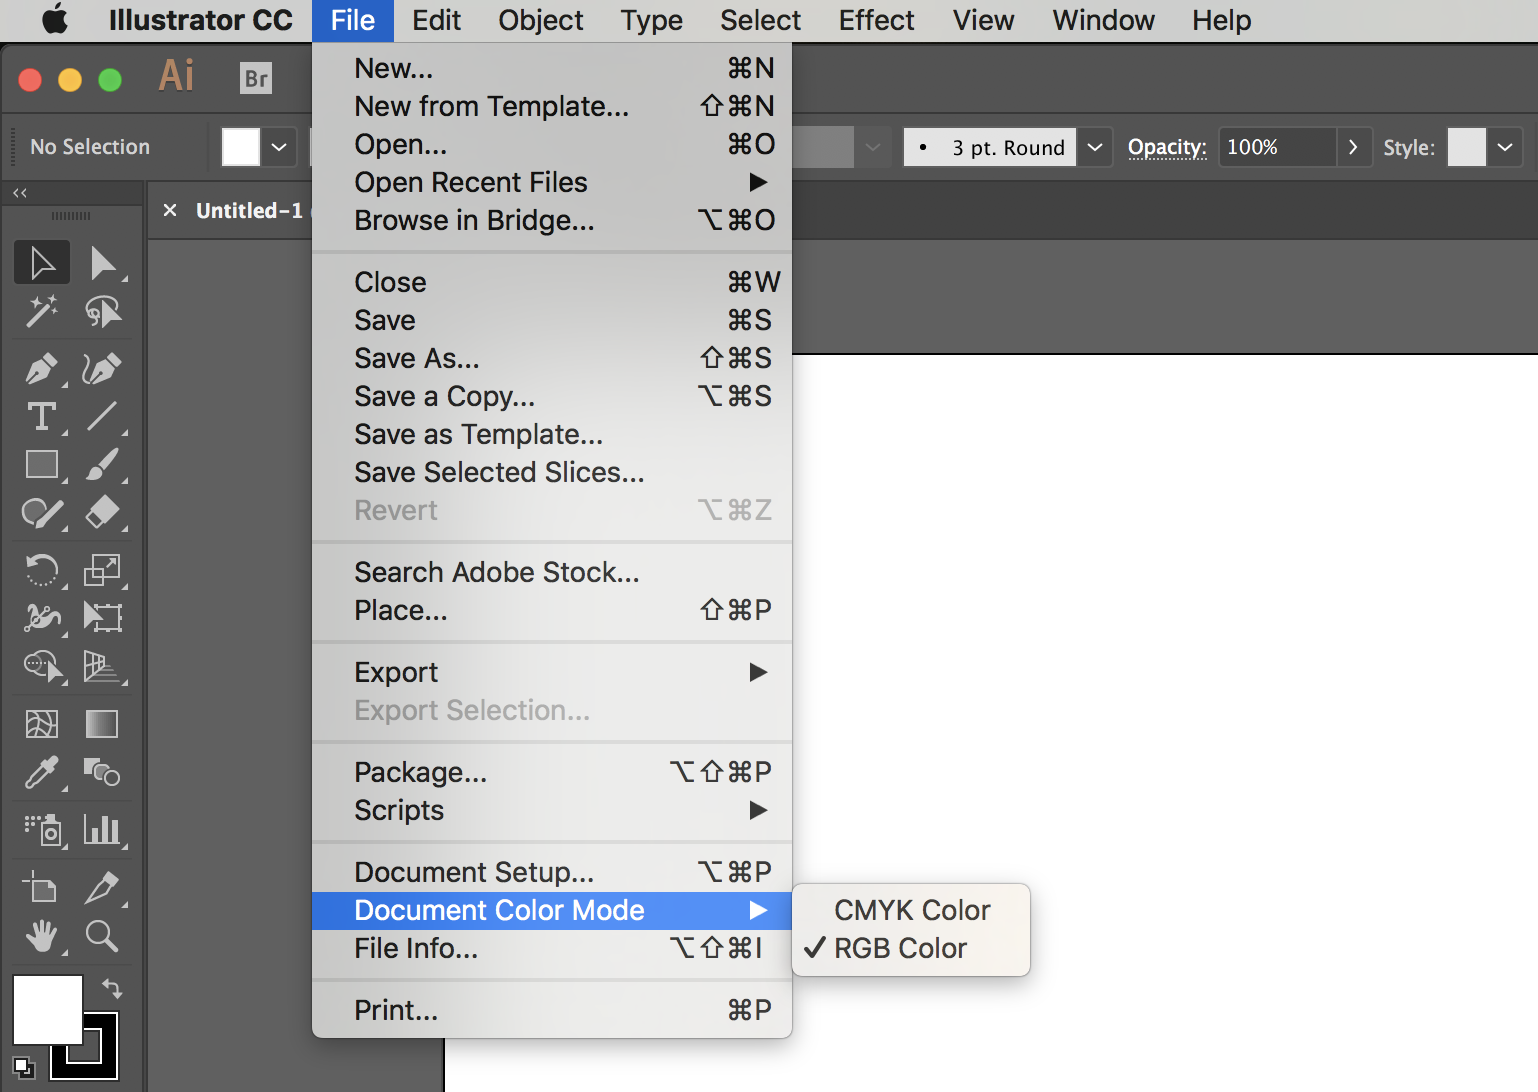 Illustrator CC File Edit Object Type Select Effect View Window Help
Ai Br
No Selection
3 pt. Round
Opacity: 100%
Style:
Untitled-1
New... ⌘N
New from Template... ⇧⌘N
Open... ⌘O
Open Recent Files ▶
Browse in Bridge... ⌥⌘O
Close ⌘W
Save ⌘S
Save As... ⇧⌘S
Save a Copy... ⌥⌘S
Save as Template...
Save Selected Slices...
Revert ⌥⌘Z
Search Adobe Stock...
Place... ⇧⌘P
Export ▶
Export Selection...
Package... ⌥⇧⌘P
Scripts ▶
Document Setup... ⌥⌘P
Document Color Mode ▶
CMYK Color
✓ RGB Color
File Info... ⌥⇧⌘I
Print... ⌘P